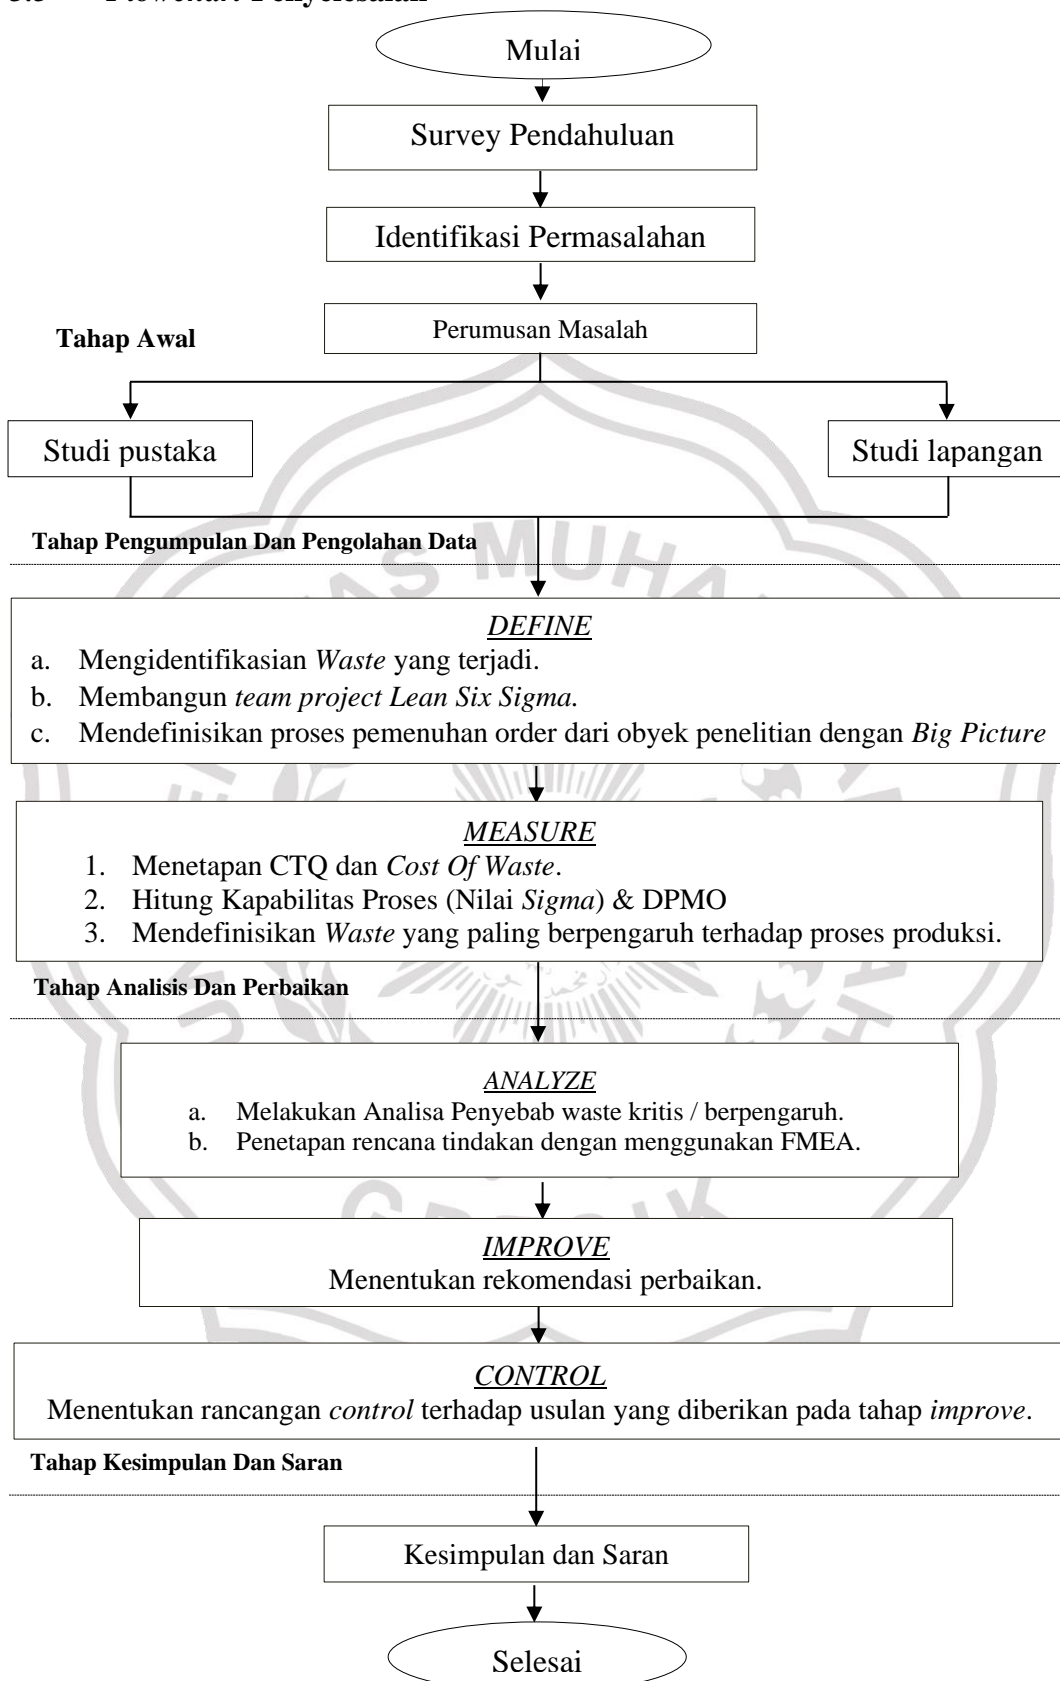 Flowchart Penyelesaian
Mulai
Survey Pendahuluan
Identifikasi Permasalahan
Perumusan Masalah
Tahap Awal
Studi pustaka
Studi lapangan
Tahap Pengumpulan Dan Pengolahan Data
DEFINE
a. Mengidentifikasian Waste yang terjadi.
b. Membangun team project Lean Six Sigma.
c. Mendefinisikan proses pemenuhan order dari obyek penelitian dengan Big Picture
MEASURE
1. Menetapan CTQ dan Cost Of Waste.
2. Hitung Kapabilitas Proses (Nilai Sigma) & DPMO
3. Mendefinisikan Waste yang paling berpengaruh terhadap proses produksi.
Tahap Analisis Dan Perbaikan
ANALYZE
a. Melakukan Analisa Penyebab waste kritis / berpengaruh.
b. Penetapan rencana tindakan dengan menggunakan FMEA.
IMPROVE
Menentukan rekomendasi perbaikan.
CONTROL
Menentukan rancangan control terhadap usulan yang diberikan pada tahap improve.
Tahap Kesimpulan Dan Saran
Kesimpulan dan Saran
Selesai